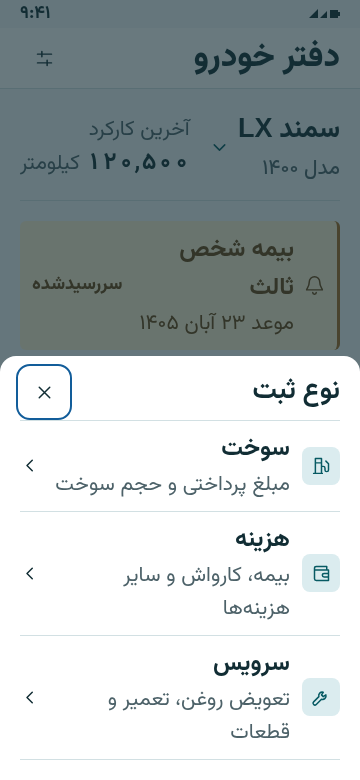 ۹:۴۱
دفتر خودرو
سمند LX
مدل ۱۴۰۰
آخرین کارکرد
۱۲۰,۵۰۰ کیلومتر
بیمه شخص
ثالث
سررسیدشده
موعد ۲۳ آبان ۱۴۰۵
نوع ثبت
سوخت
مبلغ پرداختی و حجم سوخت
هزینه
بیمه، کارواش و سایر
هزینه‌ها
سرویس
تعویض روغن، تعمیر و
قطعات